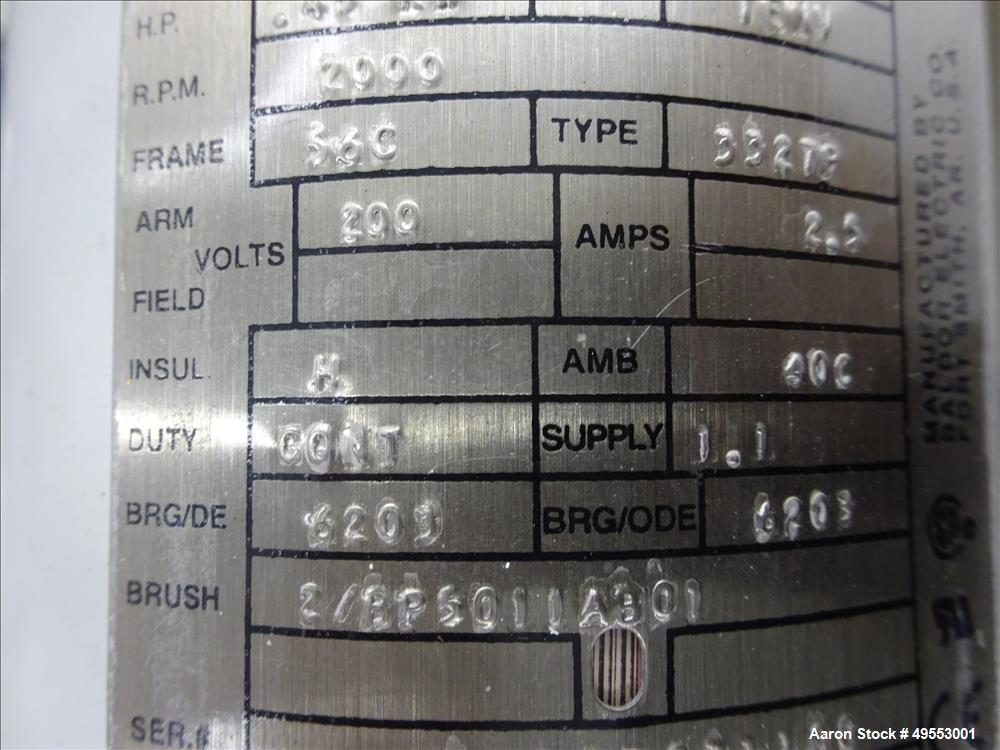 H.P.
R.P.M. 2000
FRAME 56C TYPE
ARM 200 AMPS 2.5
VOLTS
FIELD
INSUL. H AMB 40C
DUTY CONT SUPPLY 1.1
BRG/DE 6203 BRG/ODE 6203
BRUSH 2/BP5011AB01
SER.#
MANUFACTURED BY
BALDOR ELECTRIC CO.
FORT SMITH, AR. U.S.A.
Aaron Stock # 49553001